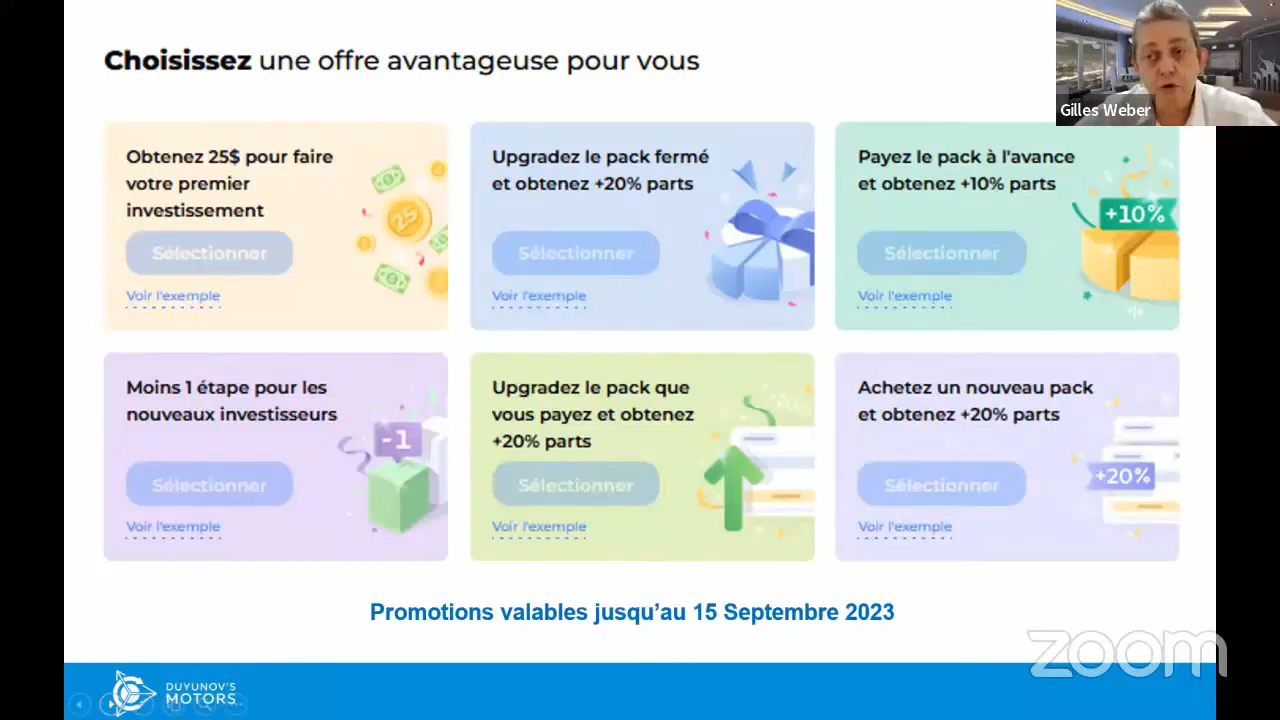 Choisissez une offre avantageuse pour vous
Gilles Weber
Obtenez 25$ pour faire
votre premier
investissement
25
Sélectionner
Voir l'exemple
Upgradez le pack fermé
et obtenez +20% parts
Sélectionner
Voir l'exemple
Payez le pack à l'avance
et obtenez +10% parts
+10%
Sélectionner
Voir l'exemple
Moins 1 étape pour les
nouveaux investisseurs
-1
Sélectionner
Voir l'exemple
Upgradez le pack que
vous payez et obtenez
+20% parts
Sélectionner
Voir l'exemple
Achetez un nouveau pack
et obtenez +20% parts
+20%
Sélectionner
Voir l'exemple
Promotions valables jusqu’au 15 Septembre 2023
zoom
DUYUNOV'S
MOTORS